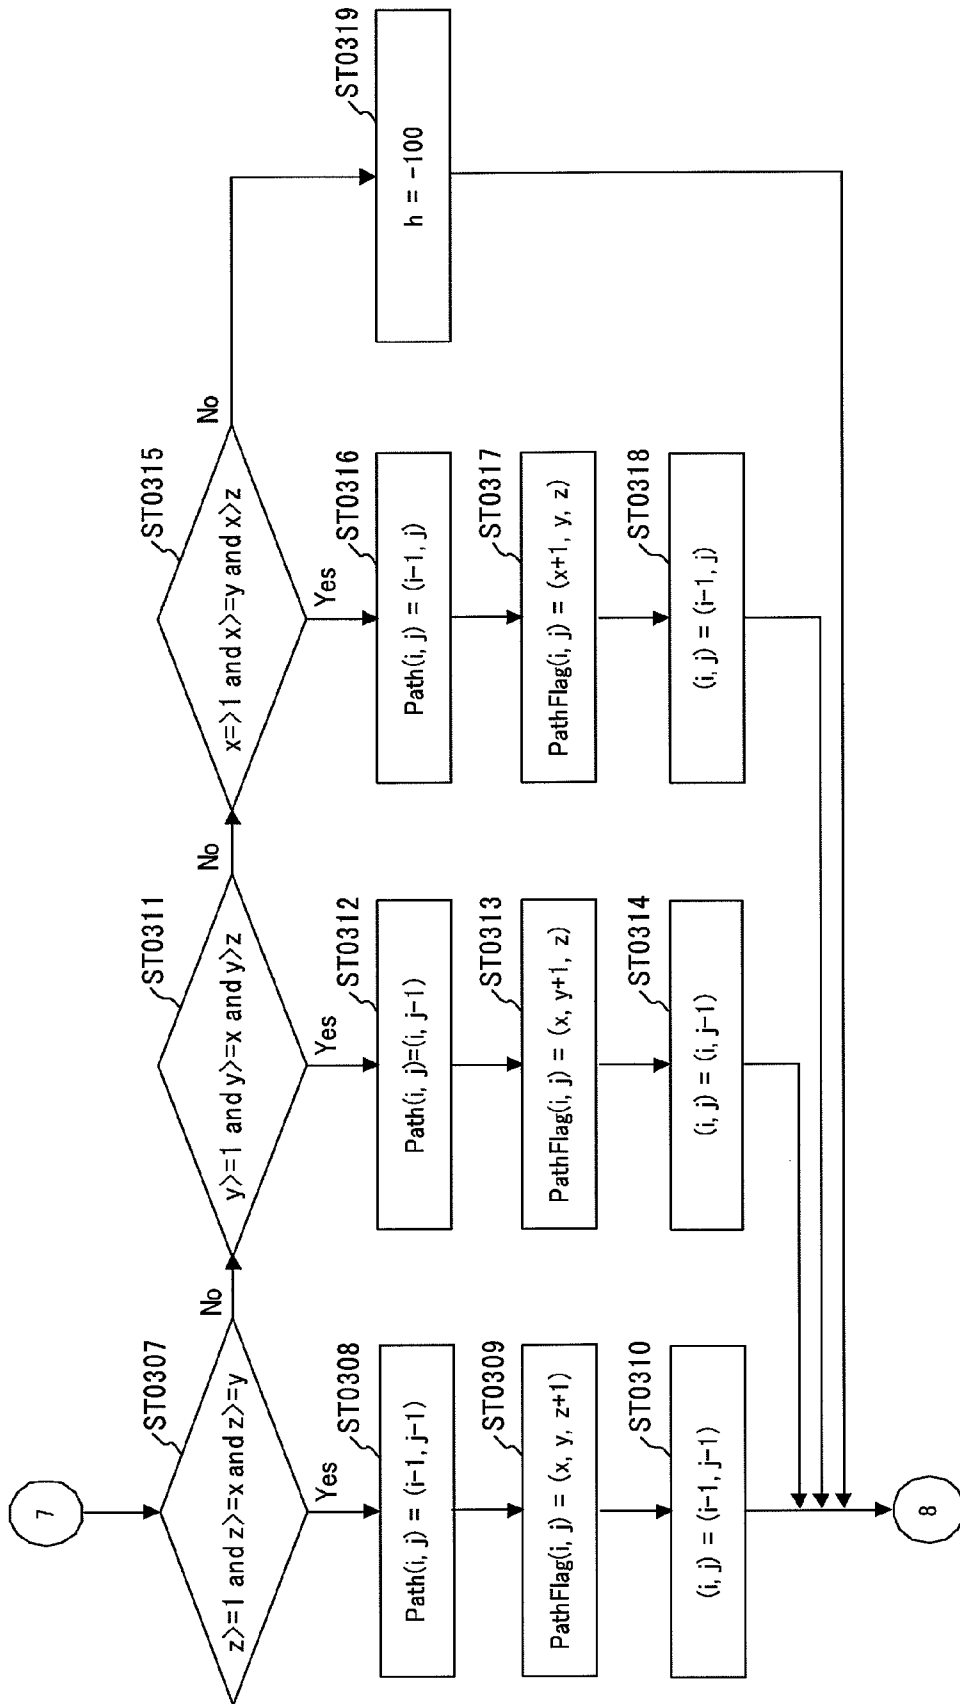 7
ST0307
z>=1 and z>=x and z>=y
No
Yes
ST0308
Path(i, j) = (i-1, j-1)
ST0309
PathFlag(i, j) = (x, y, z+1)
ST0310
(i, j) = (i-1, j-1)
ST0311
y>=1 and y>=x and y>z
No
Yes
ST0312
Path(i, j)=(i, j-1)
ST0313
PathFlag(i, j) = (x, y+1, z)
ST0314
(i, j) = (i, j-1)
ST0315
x=>1 and x>=y and x>z
No
Yes
ST0316
Path(i, j) = (i-1, j)
ST0317
PathFlag(i, j) = (x+1, y, z)
ST0318
(i, j) = (i-1, j)
ST0319
h = -100
8